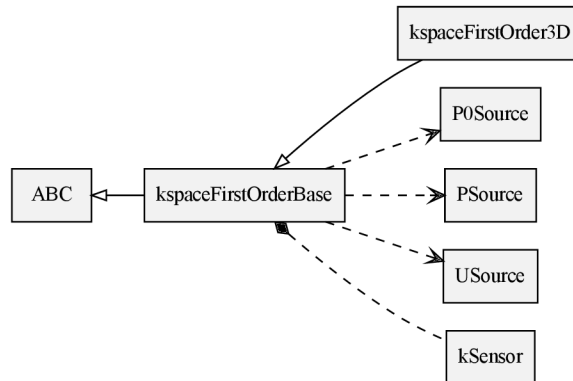 kspaceFirstOrder3D
P0Source
ABC
kspaceFirstOrderBase
PSource
USource
kSensor